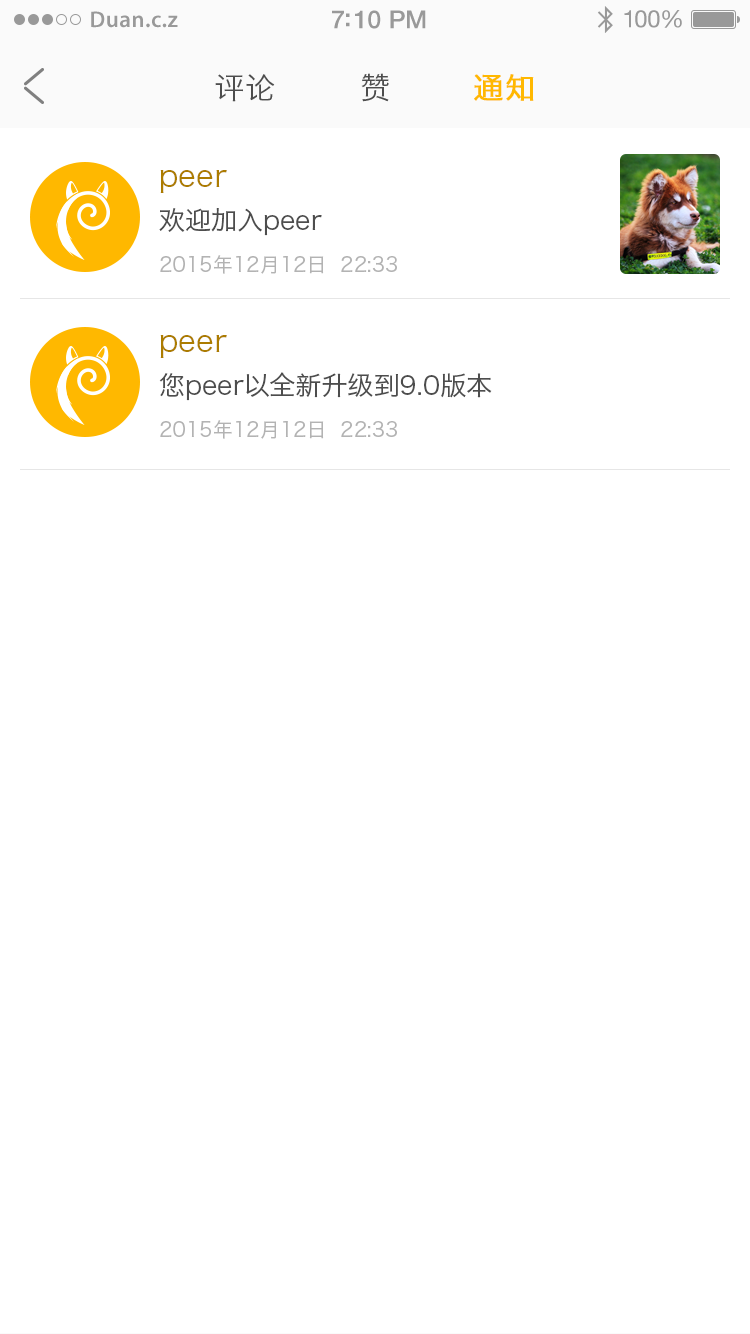 Duan.c.z 7:10 PM 100%
评论 赞 通知
peer
欢迎加入peer
2015年12月12日 22:33
peer
您peer以全新升级到9.0版本
2015年12月12日 22:33